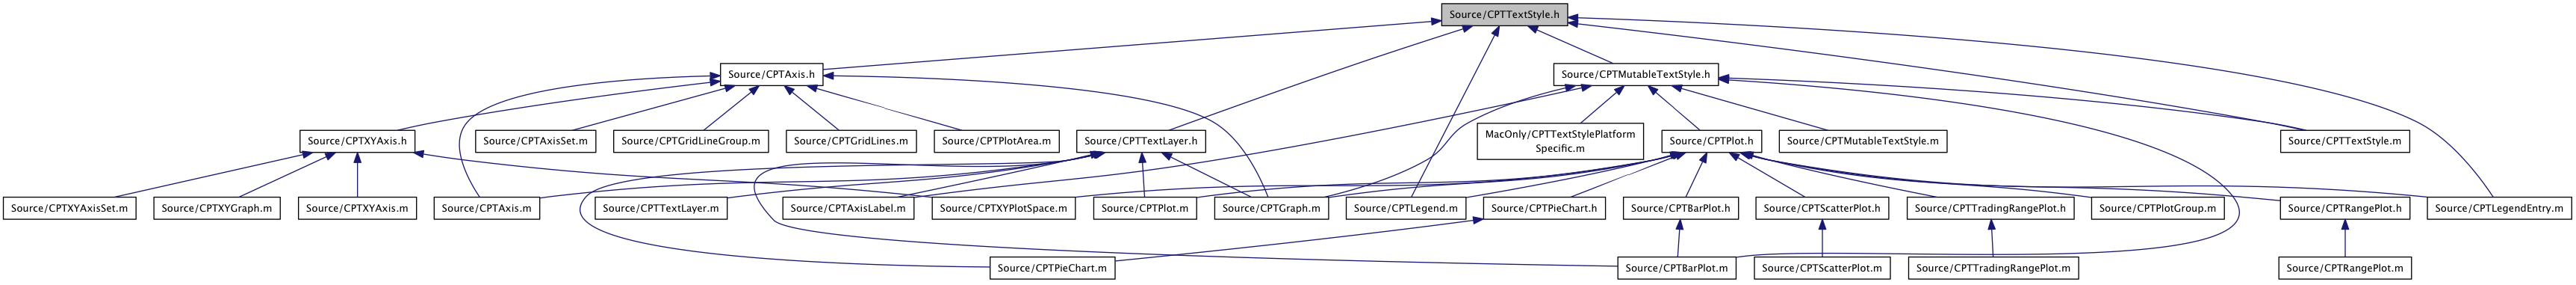 Source/CPTTextStyle.h
Source/CPTAxis.h
Source/CPTMutableTextStyle.h
Source/CPTXYAxis.h
Source/CPTAxisSet.m
Source/CPTGridLineGroup.m
Source/CPTGridLines.m
Source/CPTPlotArea.m
Source/CPTTextLayer.h
MacOnly/CPTTextStylePlatform
Specific.m
Source/CPTPlot.h
Source/CPTMutableTextStyle.m
Source/CPTTextStyle.m
Source/CPTXYAxisSet.m
Source/CPTXYGraph.m
Source/CPTXYAxis.m
Source/CPTAxis.m
Source/CPTTextLayer.m
Source/CPTAxisLabel.m
Source/CPTXYPlotSpace.m
Source/CPTPlot.m
Source/CPTGraph.m
Source/CPTLegend.m
Source/CPTPieChart.h
Source/CPTBarPlot.h
Source/CPTScatterPlot.h
Source/CPTTradingRangePlot.h
Source/CPTPlotGroup.m
Source/CPTRangePlot.h
Source/CPTLegendEntry.m
Source/CPTPieChart.m
Source/CPTBarPlot.m
Source/CPTScatterPlot.m
Source/CPTTradingRangePlot.m
Source/CPTRangePlot.m